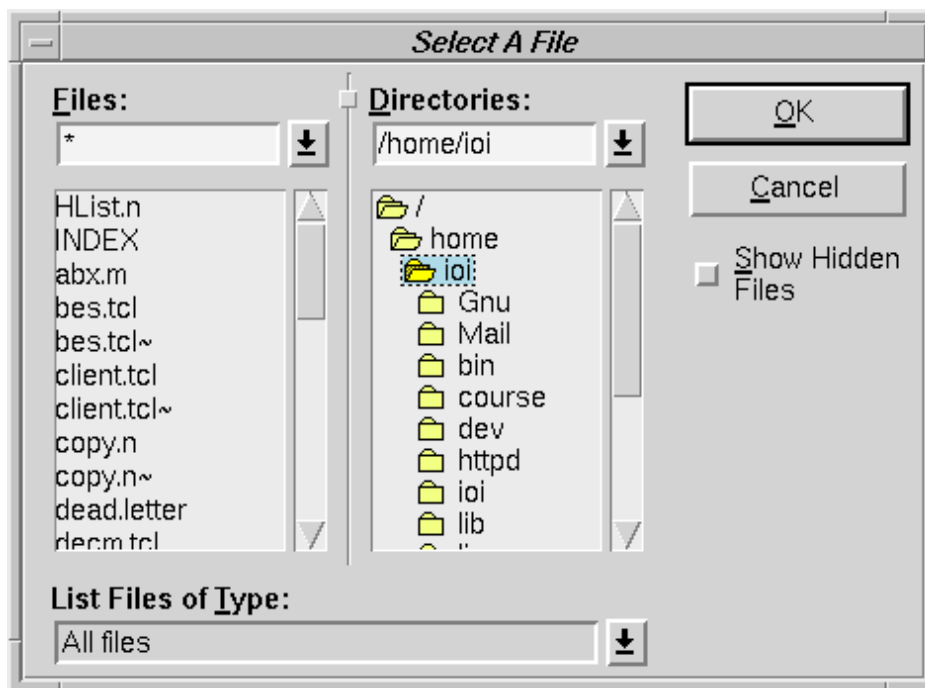 Select A File
Files:
*
HList.n
INDEX
abx.m
bes.tcl
bes.tcl~
client.tcl
client.tcl~
copy.n
copy.n~
dead.letter
decm.tcl
Directories:
/home/ioi
/
home
ioi
Gnu
Mail
bin
course
dev
httpd
ioi
lib
OK
Cancel
Show Hidden
Files
List Files of Type:
All files